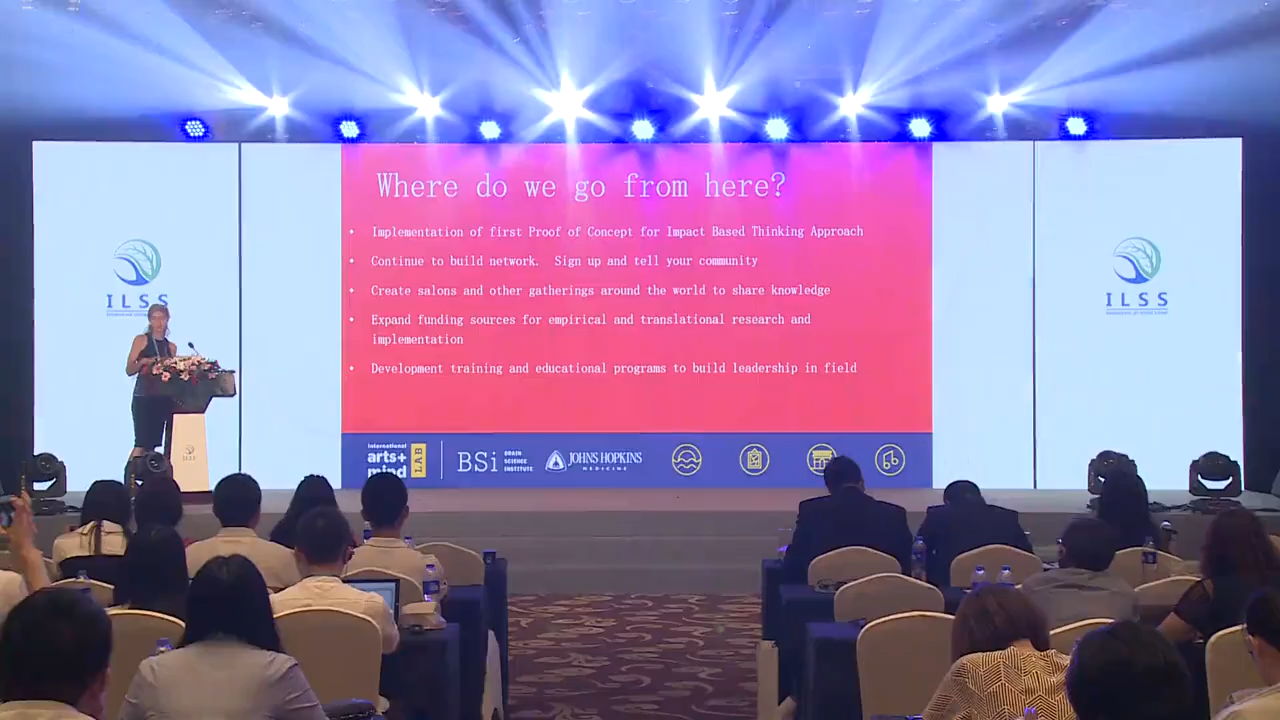 Where do we go from here?
• Implementation of first Proof of Concept for Impact Based Thinking Approach
• Continue to build network.  Sign up and tell your community
• Create salons and other gatherings around the world to share knowledge
• Expand funding sources for empirical and translational research and
implementation
• Development training and educational programs to build leadership in field
international
arts+
mind
LAB
BSi
BRAIN
SCIENCE
INSTITUTE
JOHNS HOPKINS
MEDICINE
ILSS
ILSS